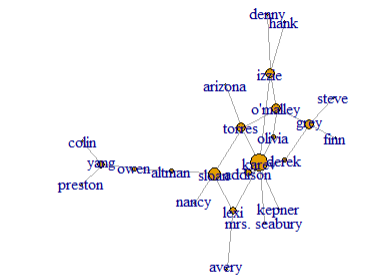 denny
hank
izzie
arizona
o'malley
steve
torres
grey
olivia
finn
colin
yang
owen
altman
sloan
addison
karev
derek
preston
nancy
lexi
kepner
mrs. seabury
avery